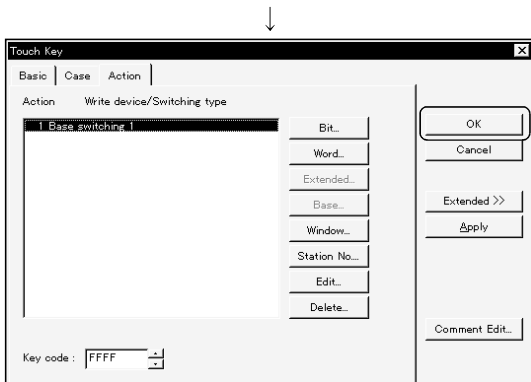 Touch Key
Basic Case Action
Action Write device/Switching type
1 Base switching 1
Bit...
Word...
Extended...
Base...
Window...
Station No....
Edit...
Delete...
Key code : FFFF
OK
Cancel
Extended >>
Apply
Comment Edit...